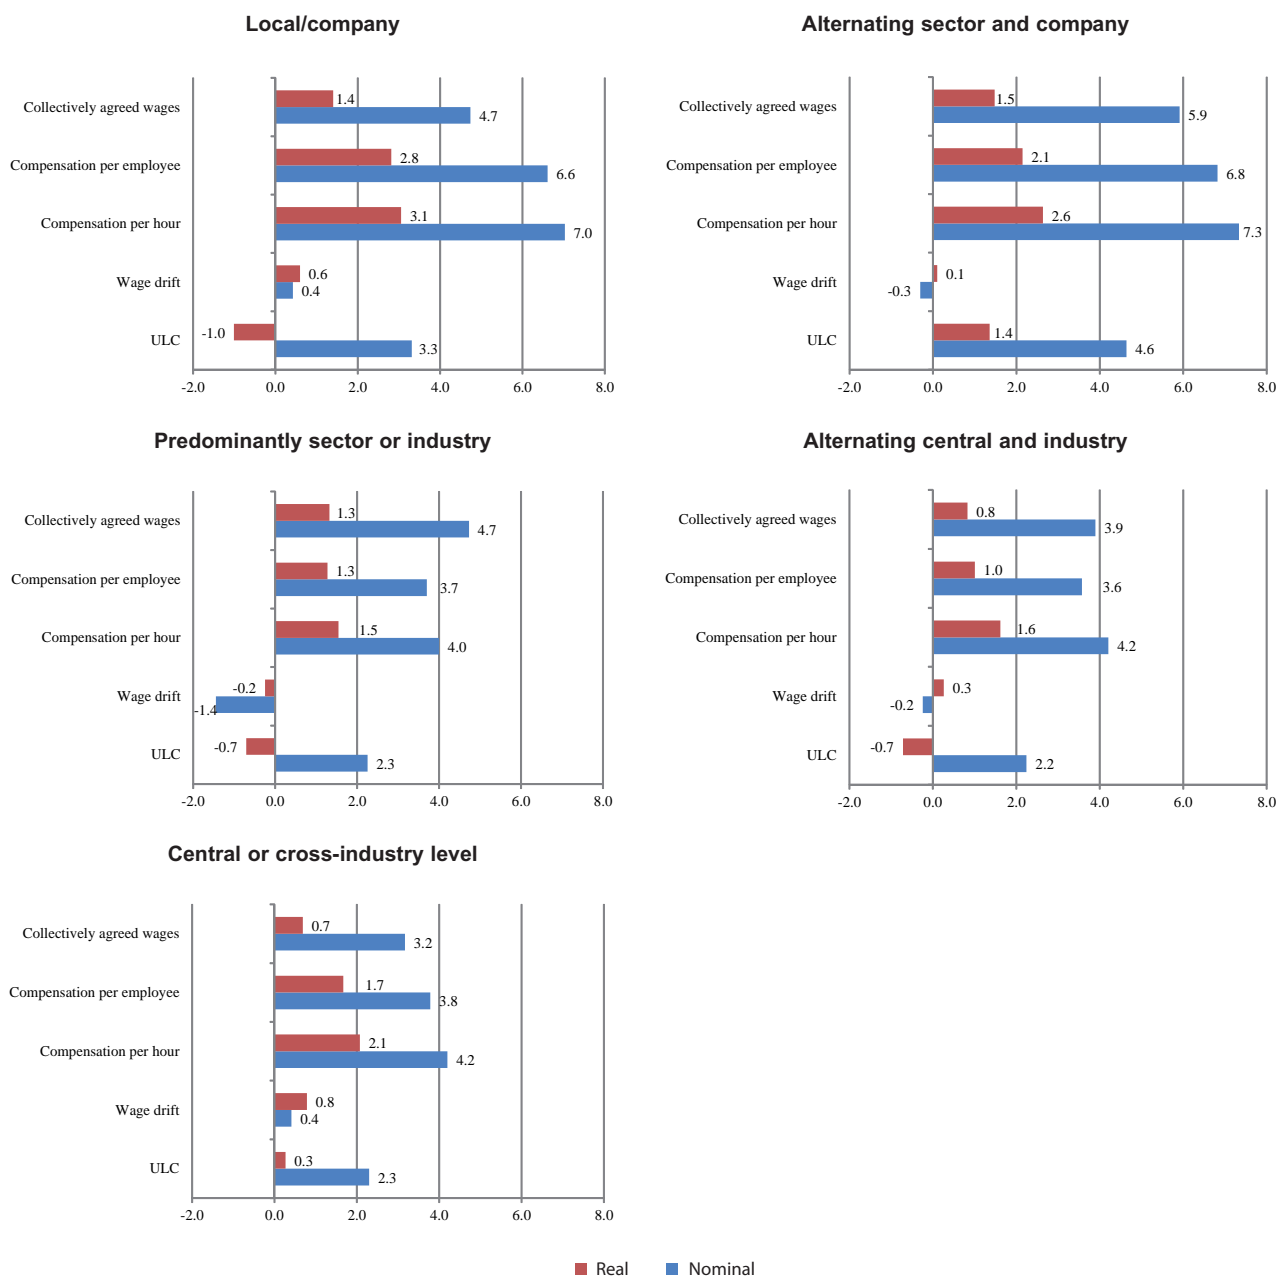 Local/company
Collectively agreed wages
1.4
4.7
Compensation per employee
2.8
6.6
Compensation per hour
3.1
7.0
Wage drift
0.6
0.4
ULC
-1.0
3.3
-2.0 0.0 2.0 4.0 6.0 8.0
Alternating sector and company
Collectively agreed wages
1.5
5.9
Compensation per employee
2.1
6.8
Compensation per hour
2.6
7.3
Wage drift
0.1
-0.3
ULC
1.4
4.6
-2.0 0.0 2.0 4.0 6.0 8.0
Predominantly sector or industry
Collectively agreed wages
1.3
4.7
Compensation per employee
1.3
3.7
Compensation per hour
1.5
4.0
Wage drift
-0.2
-1.4
ULC
-0.7
2.3
-2.0 0.0 2.0 4.0 6.0 8.0
Alternating central and industry
Collectively agreed wages
0.8
3.9
Compensation per employee
1.0
3.6
Compensation per hour
1.6
4.2
Wage drift
0.3
-0.2
ULC
-0.7
2.2
-2.0 0.0 2.0 4.0 6.0 8.0
Central or cross-industry level
Collectively agreed wages
0.7
3.2
Compensation per employee
1.7
3.8
Compensation per hour
2.1
4.2
Wage drift
0.8
0.4
ULC
0.3
2.3
-2.0 0.0 2.0 4.0 6.0 8.0
Real Nominal